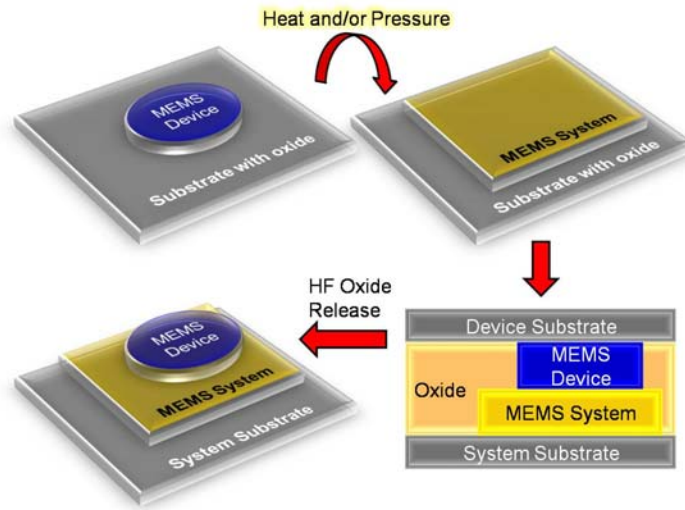 Heat and/or Pressure
MEMS
Device
Substrate with oxide
MEMS System
Substrate with oxide
HF Oxide
Release
MEMS
Device
MEMS System
System Substrate
Device Substrate
MEMS
Device
Oxide
MEMS System
System Substrate